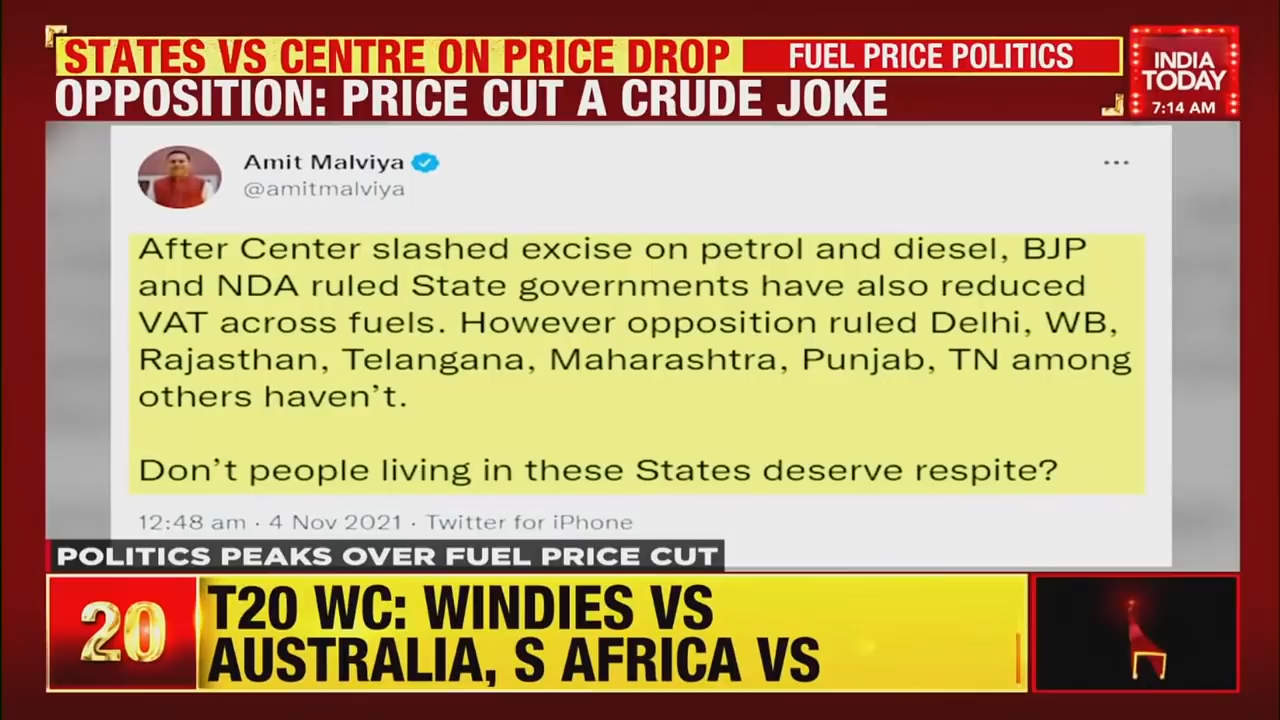 STATES VS CENTRE ON PRICE DROP
FUEL PRICE POLITICS
INDIA
TODAY
7:14 AM
OPPOSITION: PRICE CUT A CRUDE JOKE
Amit Malviya
@amitmalviya
After Center slashed excise on petrol and diesel, BJP
and NDA ruled State governments have also reduced
VAT across fuels. However opposition ruled Delhi, WB,
Rajasthan, Telangana, Maharashtra, Punjab, TN among
others haven't.
Don't people living in these States deserve respite?
12:48 am · 4 Nov 2021 · Twitter for iPhone
POLITICS PEAKS OVER FUEL PRICE CUT
20
T20 WC: WINDIES VS
AUSTRALIA, S AFRICA VS